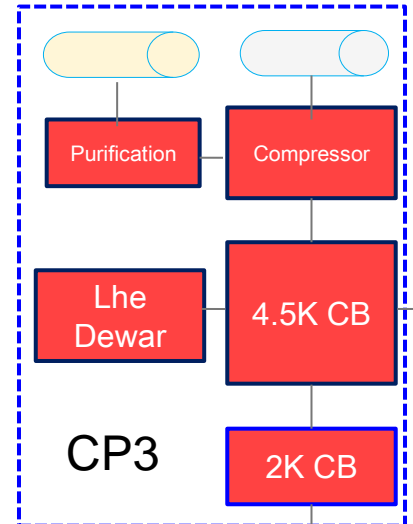 Purification
Compressor
Lhe
Dewar
4.5K CB
CP3
2K CB